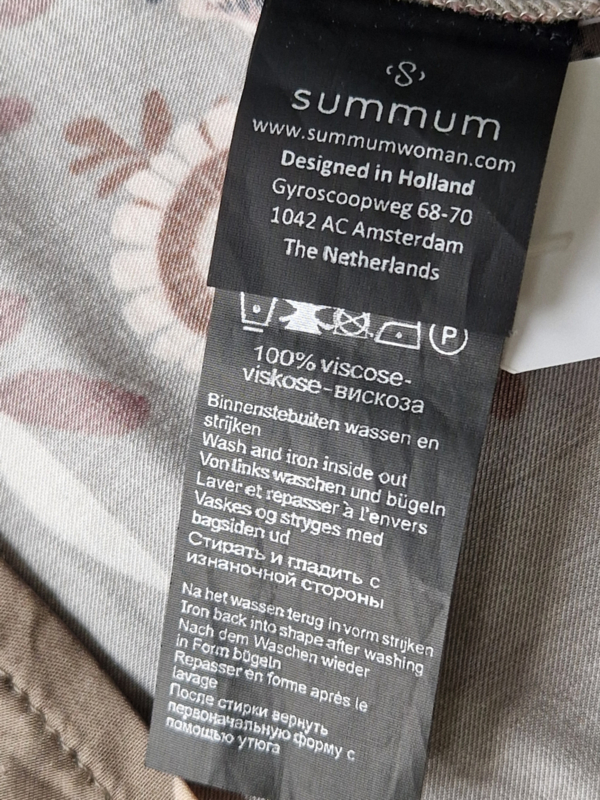 summum
www.summumwoman.com
Designed in Holland
Gyroscoopweg 68-70
1042 AC Amsterdam
The Netherlands
P
100% viscose-
viskose-вискоза
Binnenstebuiten wassen en
strijken
Wash and iron inside out
Von links waschen und bügeln
Laver et repasser à l'envers
Vaskes og stryges med
bagsiden ud
Стирать и гладить с
изнаночной стороны
Na het wassen terug in vorm strijken
Iron back into shape after washing
Nach dem Waschen wieder
in Form bügeln
Repasser en forme après le
lavage
После стирки вернуть
первоначальную форму с
помощью утюга